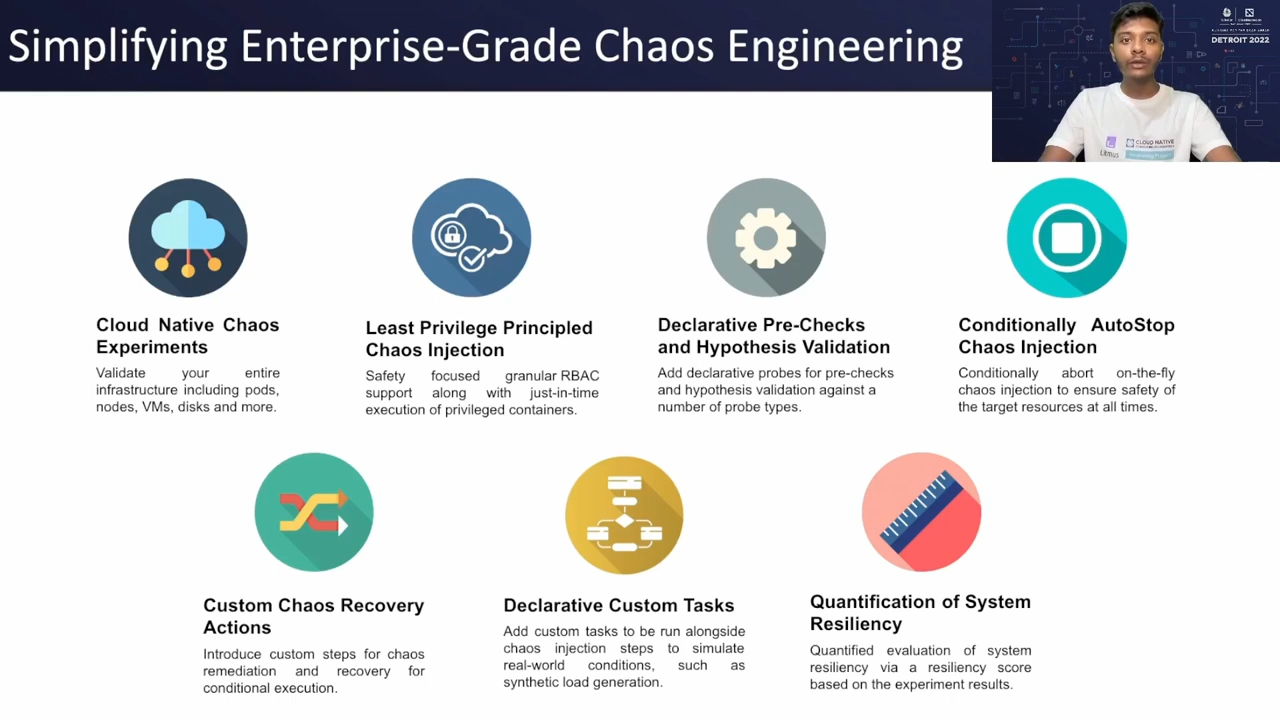 Simplifying Enterprise-Grade Chaos Engineering
DETROIT 2022
Litmus
CLOUD NATIVE
Cloud Native Chaos
Experiments
Validate your entire
infrastructure including pods,
nodes, VMs, disks and more.
Least Privilege Principled
Chaos Injection
Safety focused granular RBAC
support along with just-in-time
execution of privileged containers.
Declarative Pre-Checks
and Hypothesis Validation
Add declarative probes for pre-checks
and hypothesis validation against a
number of probe types.
Conditionally AutoStop
Chaos Injection
Conditionally abort on-the-fly
chaos injection to ensure safety of
the target resources at all times.
Custom Chaos Recovery
Actions
Introduce custom steps for chaos
remediation and recovery for
conditional execution.
Declarative Custom Tasks
Add custom tasks to be run alongside
chaos injection steps to simulate
real-world conditions, such as
synthetic load generation.
Quantification of System
Resiliency
Quantified evaluation of system
resiliency via a resiliency score
based on the experiment results.